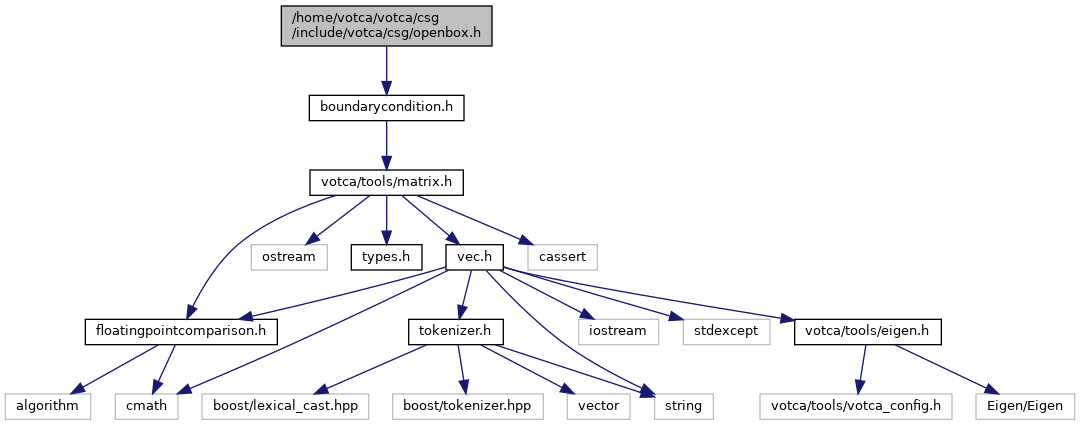 /home/votca/votca/csg
/include/votca/csg/openbox.h
boundarycondition.h
votca/tools/matrix.h
ostream
types.h
vec.h
cassert
floatingpointcomparison.h
tokenizer.h
iostream
stdexcept
votca/tools/eigen.h
algorithm
cmath
boost/lexical_cast.hpp
boost/tokenizer.hpp
vector
string
votca/tools/votca_config.h
Eigen/Eigen